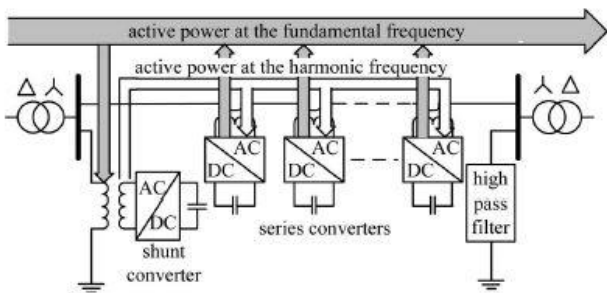 active power at the fundamental frequency
active power at the harmonic frequency
AC
DC
AC
DC
AC
DC
AC
DC
high
pass
filter
series converters
shunt
converter